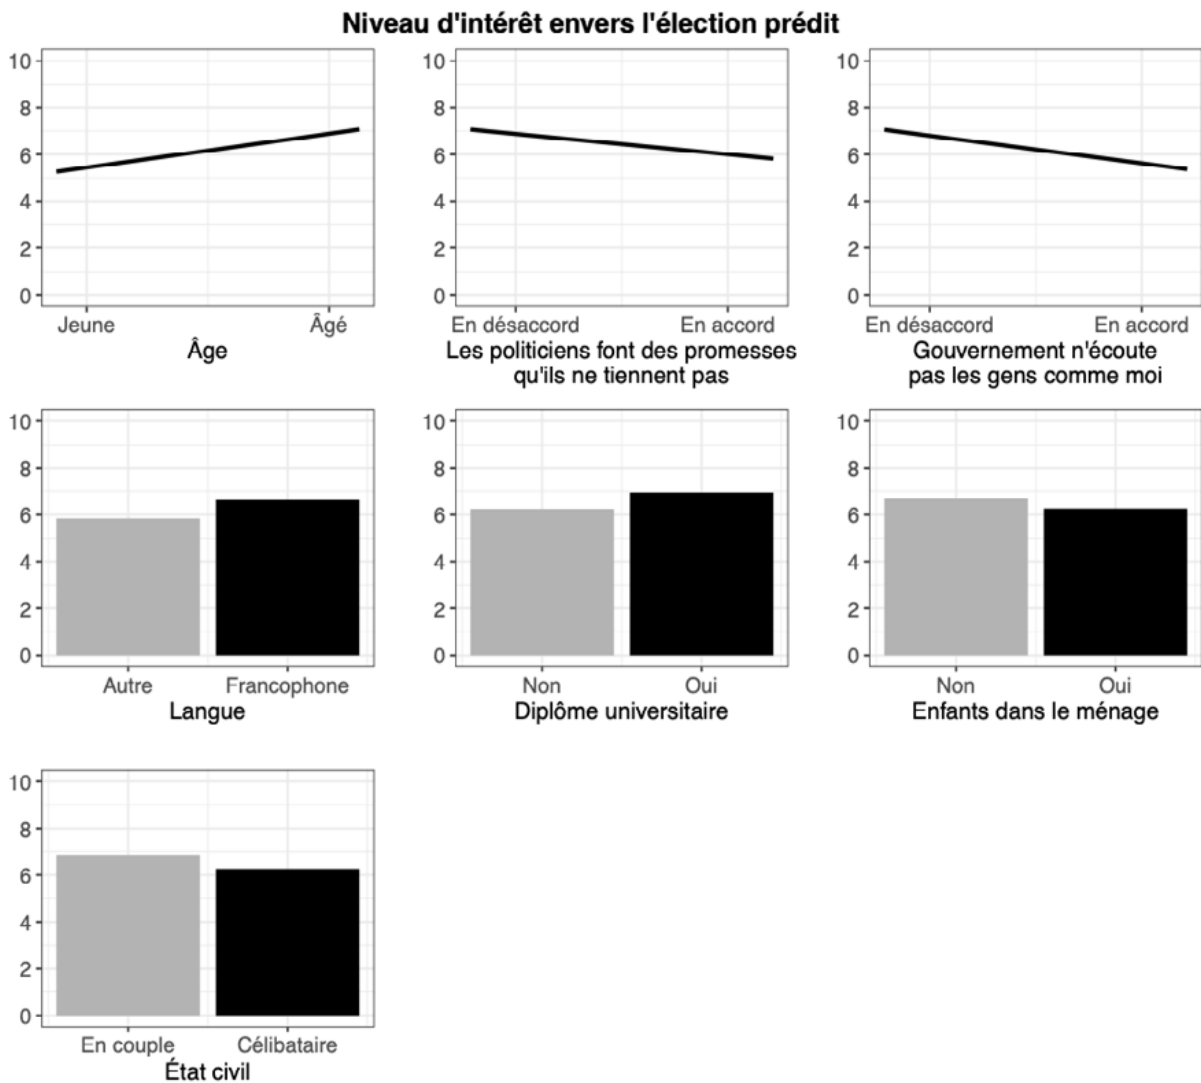 Niveau d'intérêt envers l'élection prédit
10
8
6
4
2
0
Jeune Âgé
Âge
10
8
6
4
2
0
En désaccord En accord
Les politiciens font des promesses
qu'ils ne tiennent pas
10
8
6
4
2
0
En désaccord En accord
Gouvernement n'écoute
pas les gens comme moi
10
8
6
4
2
0
Autre Francophone
Langue
10
8
6
4
2
0
Non Oui
Diplôme universitaire
10
8
6
4
2
0
Non Oui
Enfants dans le ménage
10
8
6
4
2
0
En couple Célibataire
État civil